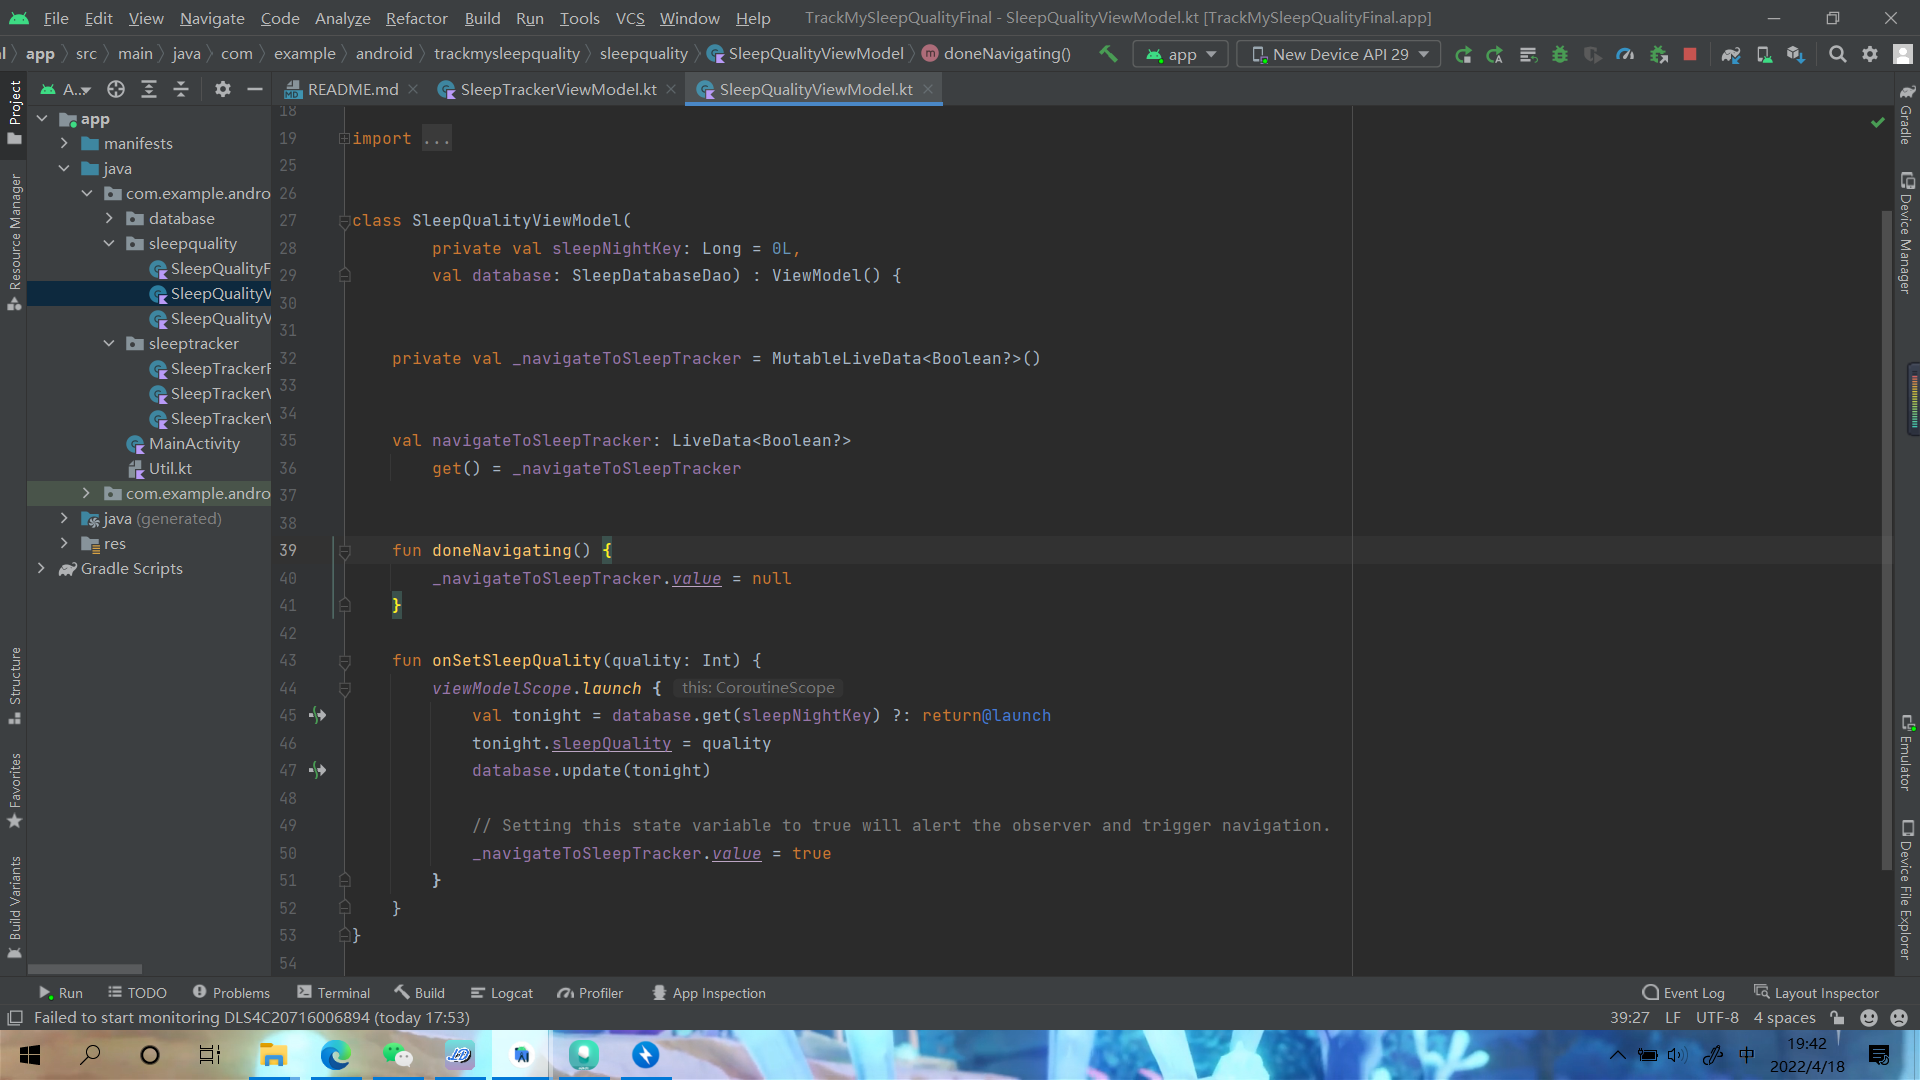 File Edit View Navigate Code Analyze Refactor Build Run Tools VCS Window Help TrackMySleepQualityFinal - SleepQualityViewModel.kt [TrackMySleepQualityFinal.app]
app src main java com example android trackmysleepquality sleepquality SleepQualityViewModel doneNavigating() app New Device API 29
A... README.md SleepTrackerViewModel.kt SleepQualityViewModel.kt
Project
Resource Manager
Structure
Favorites
Build Variants
app
manifests
java
com.example.andro
database
sleepquality
SleepQualityF
SleepQualityV
SleepQualityV
sleeptracker
SleepTrackerF
SleepTrackerV
SleepTrackerV
MainActivity
Util.kt
com.example.andro
java (generated)
res
Gradle Scripts
18
19 import ...
25
26
27 class SleepQualityViewModel(
28 private val sleepNightKey: Long = 0L,
29 val database: SleepDatabaseDao) : ViewModel() {
30
31
32 private val _navigateToSleepTracker = MutableLiveData<Boolean?>()
33
34
35 val navigateToSleepTracker: LiveData<Boolean?>
36 get() = _navigateToSleepTracker
37
38
39 fun doneNavigating() {
40 _navigateToSleepTracker.value = null
41 }
42
43 fun onSetSleepQuality(quality: Int) {
44 viewModelScope.launch { this: CoroutineScope
45 val tonight = database.get(sleepNightKey) ?: return@launch
46 tonight.sleepQuality = quality
47 database.update(tonight)
48
49 // Setting this state variable to true will alert the observer and trigger navigation.
50 _navigateToSleepTracker.value = true
51 }
52 }
53 }
54
Gradle
Device Manager
Emulator
Device File Explorer
Run TODO Problems Terminal Build Logcat Profiler App Inspection Event Log Layout Inspector
Failed to start monitoring DLS4C20716006894 (today 17:53) 39:27 LF UTF-8 4 spaces
中 19:42
2022/4/18